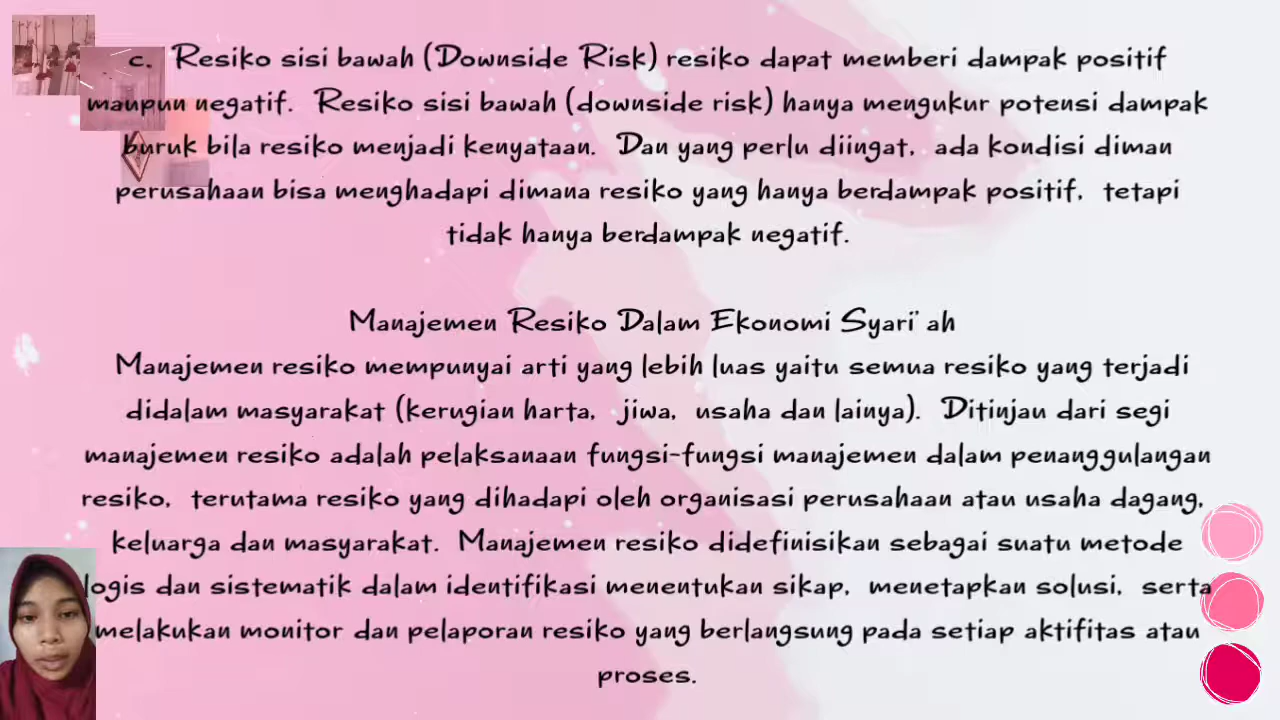 c. Resiko sisi bawah (Downside Risk) resiko dapat memberi dampak positif
maupun negatif. Resiko sisi bawah (downside risk) hanya mengukur potensi dampak
buruk bila resiko menjadi kenyataan. Dan yang perlu diingat, ada kondisi diman
perusahaan bisa menghadapi dimana resiko yang hanya berdampak positif, tetapi
tidak hanya berdampak negatif.
Manajemen Resiko Dalam Ekonomi Syari' ah
Manajemen resiko mempunyai arti yang lebih luas yaitu semua resiko yang terjadi
didalam masyarakat (kerugian harta, jiwa, usaha dan lainya). Ditinjau dari segi
manajemen resiko adalah pelaksanaan fungsi-fungsi manajemen dalam penanggulangan
resiko, terutama resiko yang dihadapi oleh organisasi perusahaan atau usaha dagang,
keluarga dan masyarakat. Manajemen resiko didefinisikan sebagai suatu metode
logis dan sistematik dalam identifikasi menentukan sikap, menetapkan solusi, serta
melakukan monitor dan pelaporan resiko yang berlangsung pada setiap aktifitas atau
proses.